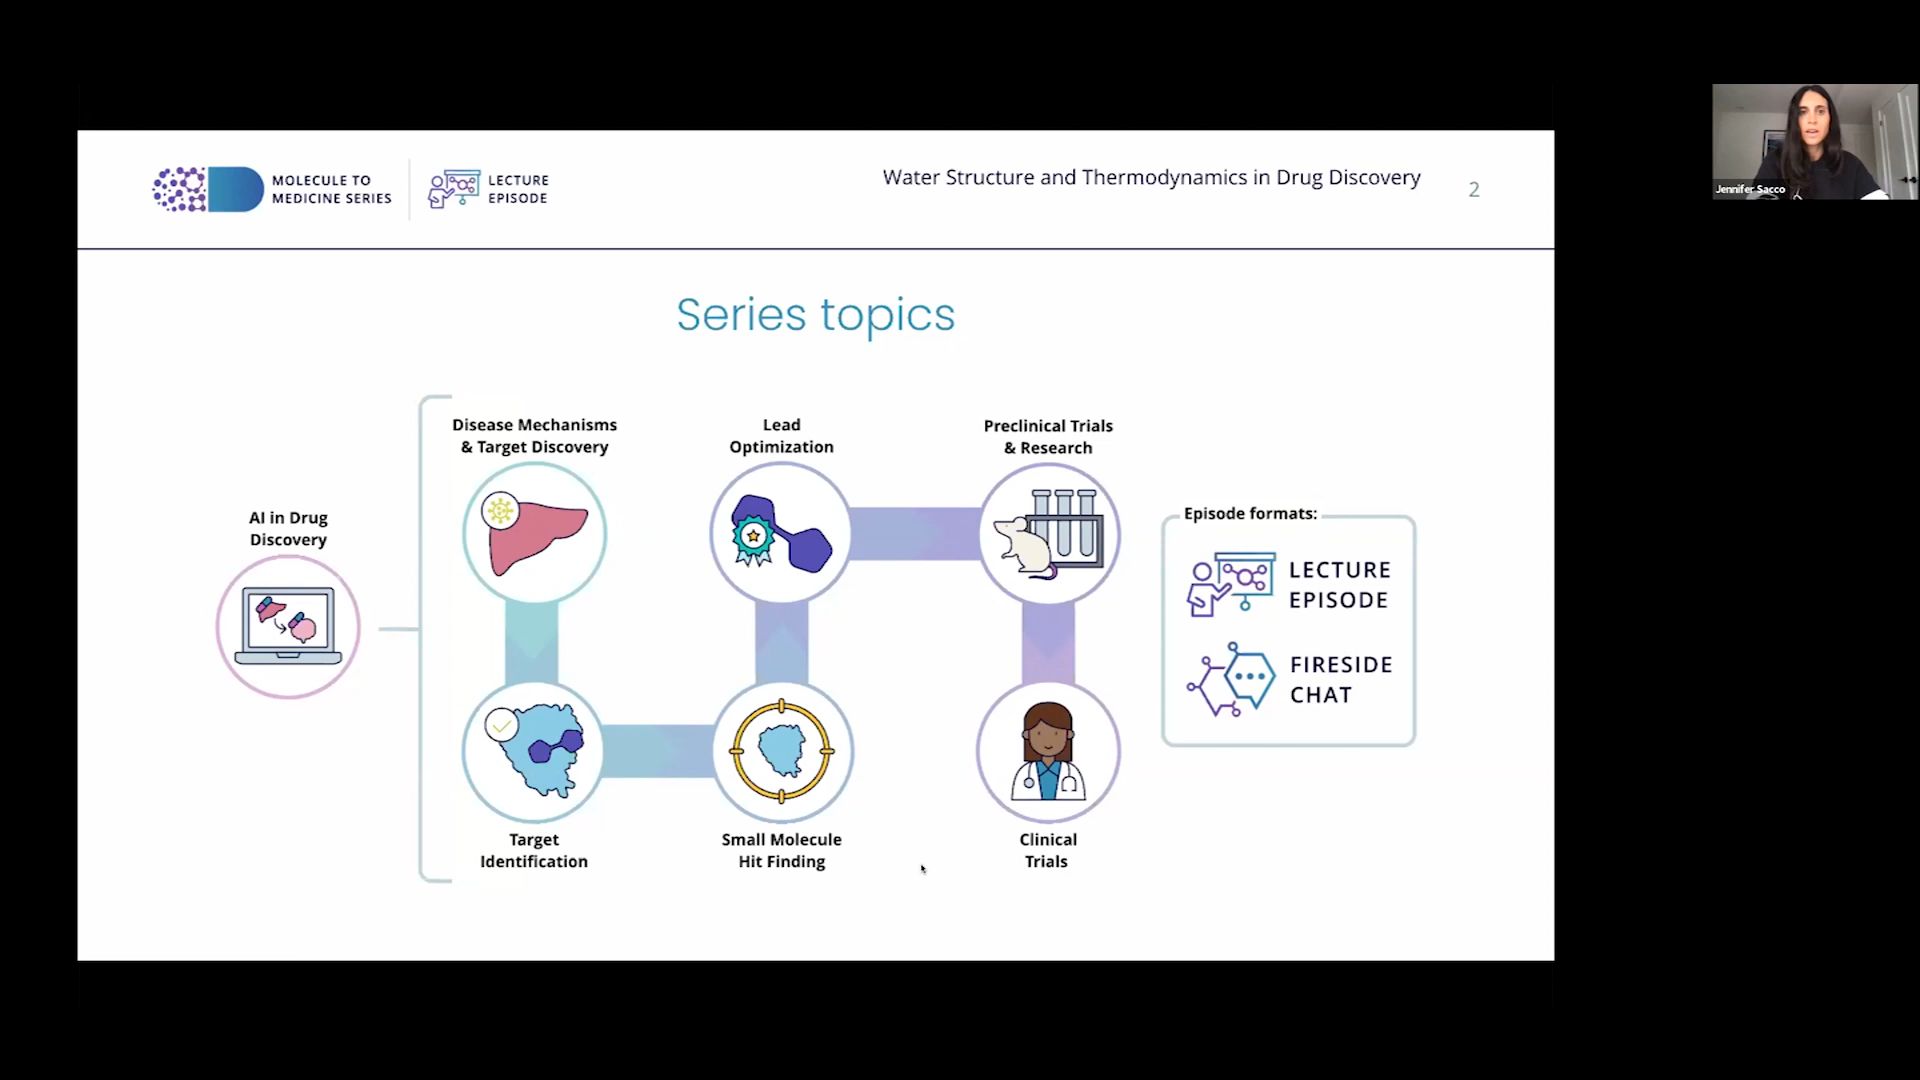 MOLECULE TO
MEDICINE SERIES
LECTURE
EPISODE
Water Structure and Thermodynamics in Drug Discovery
2
Jennifer Sacco
Series topics
AI in Drug
Discovery
Disease Mechanisms
& Target Discovery
Lead
Optimization
Preclinical Trials
& Research
Target
Identification
Small Molecule
Hit Finding
Clinical
Trials
Episode formats:
LECTURE
EPISODE
FIRESIDE
CHAT